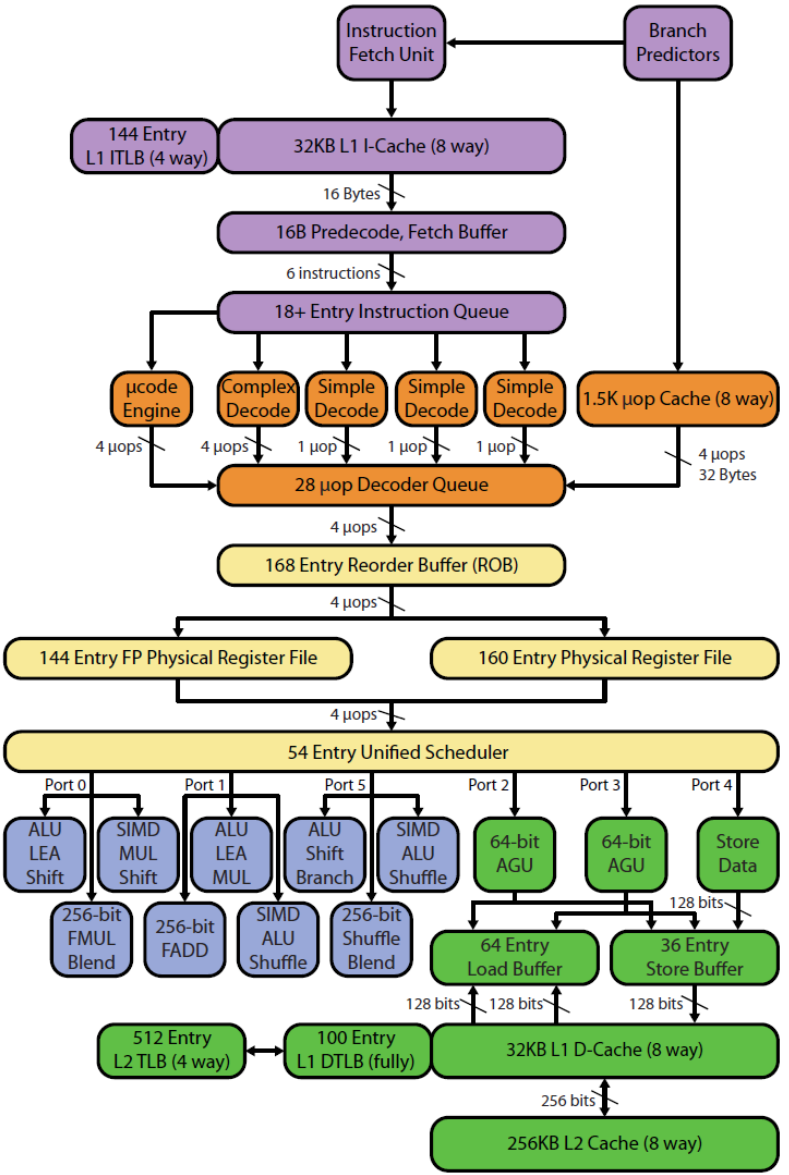 Instruction
Fetch Unit
Branch
Predictors
144 Entry
L1 ITLB (4 way)
32KB L1 I-Cache (8 way)
16 Bytes
16B Predecode, Fetch Buffer
6 instructions
18+ Entry Instruction Queue
µcode
Engine
Complex
Decode
Simple
Decode
Simple
Decode
Simple
Decode
1.5K µop Cache (8 way)
4 µops
4 µops
1 µop
1 µop
1 µop
4 µops
32 Bytes
28 µop Decoder Queue
4 µops
168 Entry Reorder Buffer (ROB)
4 µops
144 Entry FP Physical Register File
160 Entry Physical Register File
4 µops
54 Entry Unified Scheduler
Port 0
Port 1
Port 5
Port 2
Port 3
Port 4
ALU
LEA
Shift
SIMD
MUL
Shift
ALU
LEA
MUL
ALU
Shift
Branch
SIMD
ALU
Shuffle
64-bit
AGU
64-bit
AGU
Store
Data
256-bit
FMUL
Blend
256-bit
FADD
SIMD
ALU
Shuffle
256-bit
Shuffle
Blend
128 bits
64 Entry
Load Buffer
36 Entry
Store Buffer
128 bits
128 bits
128 bits
512 Entry
L2 TLB (4 way)
100 Entry
L1 DTLB (fully)
32KB L1 D-Cache (8 way)
256 bits
256KB L2 Cache (8 way)